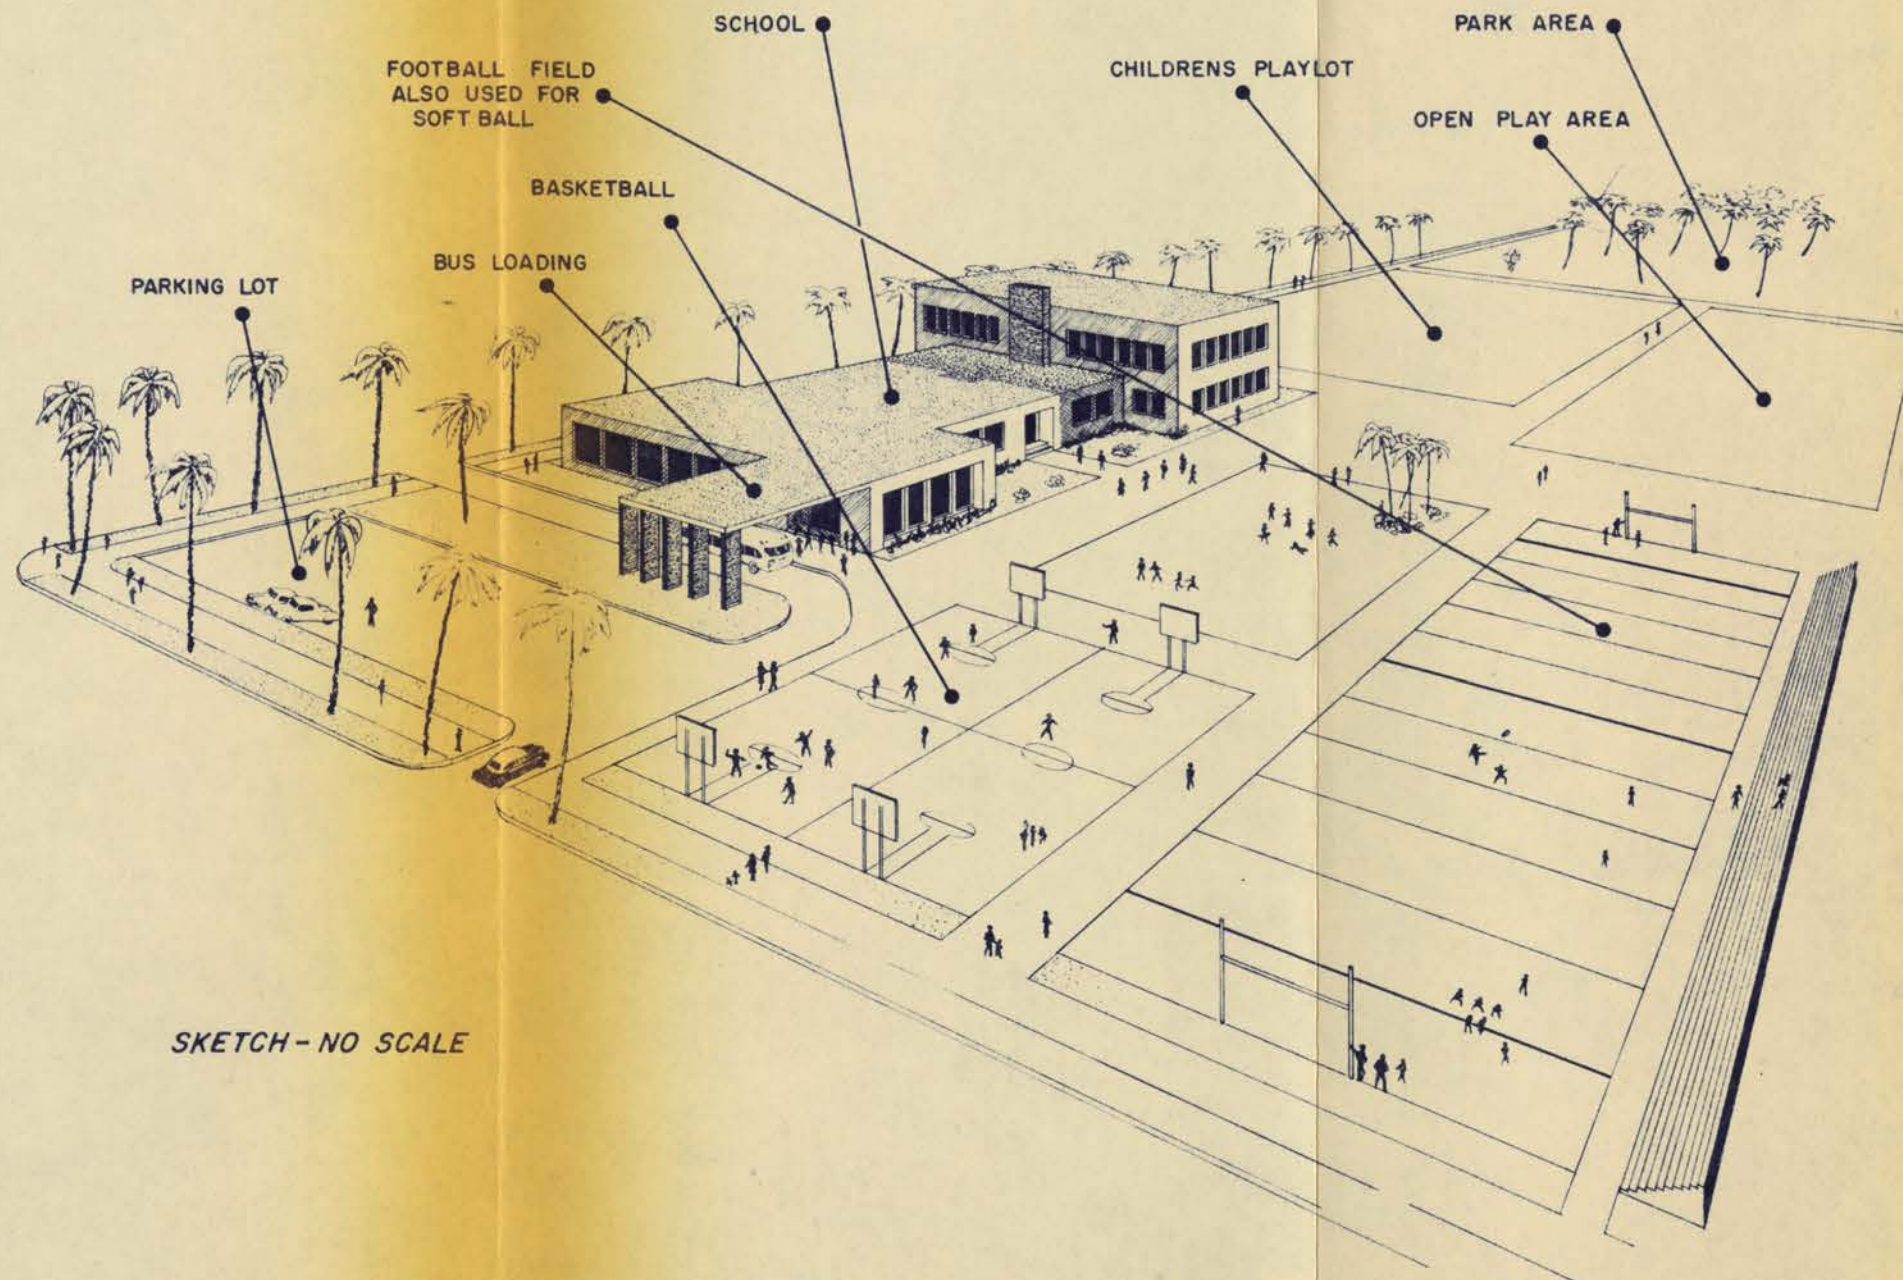 SCHOOL
PARK AREA
FOOTBALL FIELD
ALSO USED FOR
SOFT BALL
CHILDRENS PLAYLOT
OPEN PLAY AREA
BASKETBALL
BUS LOADING
PARKING LOT
SKETCH - NO SCALE